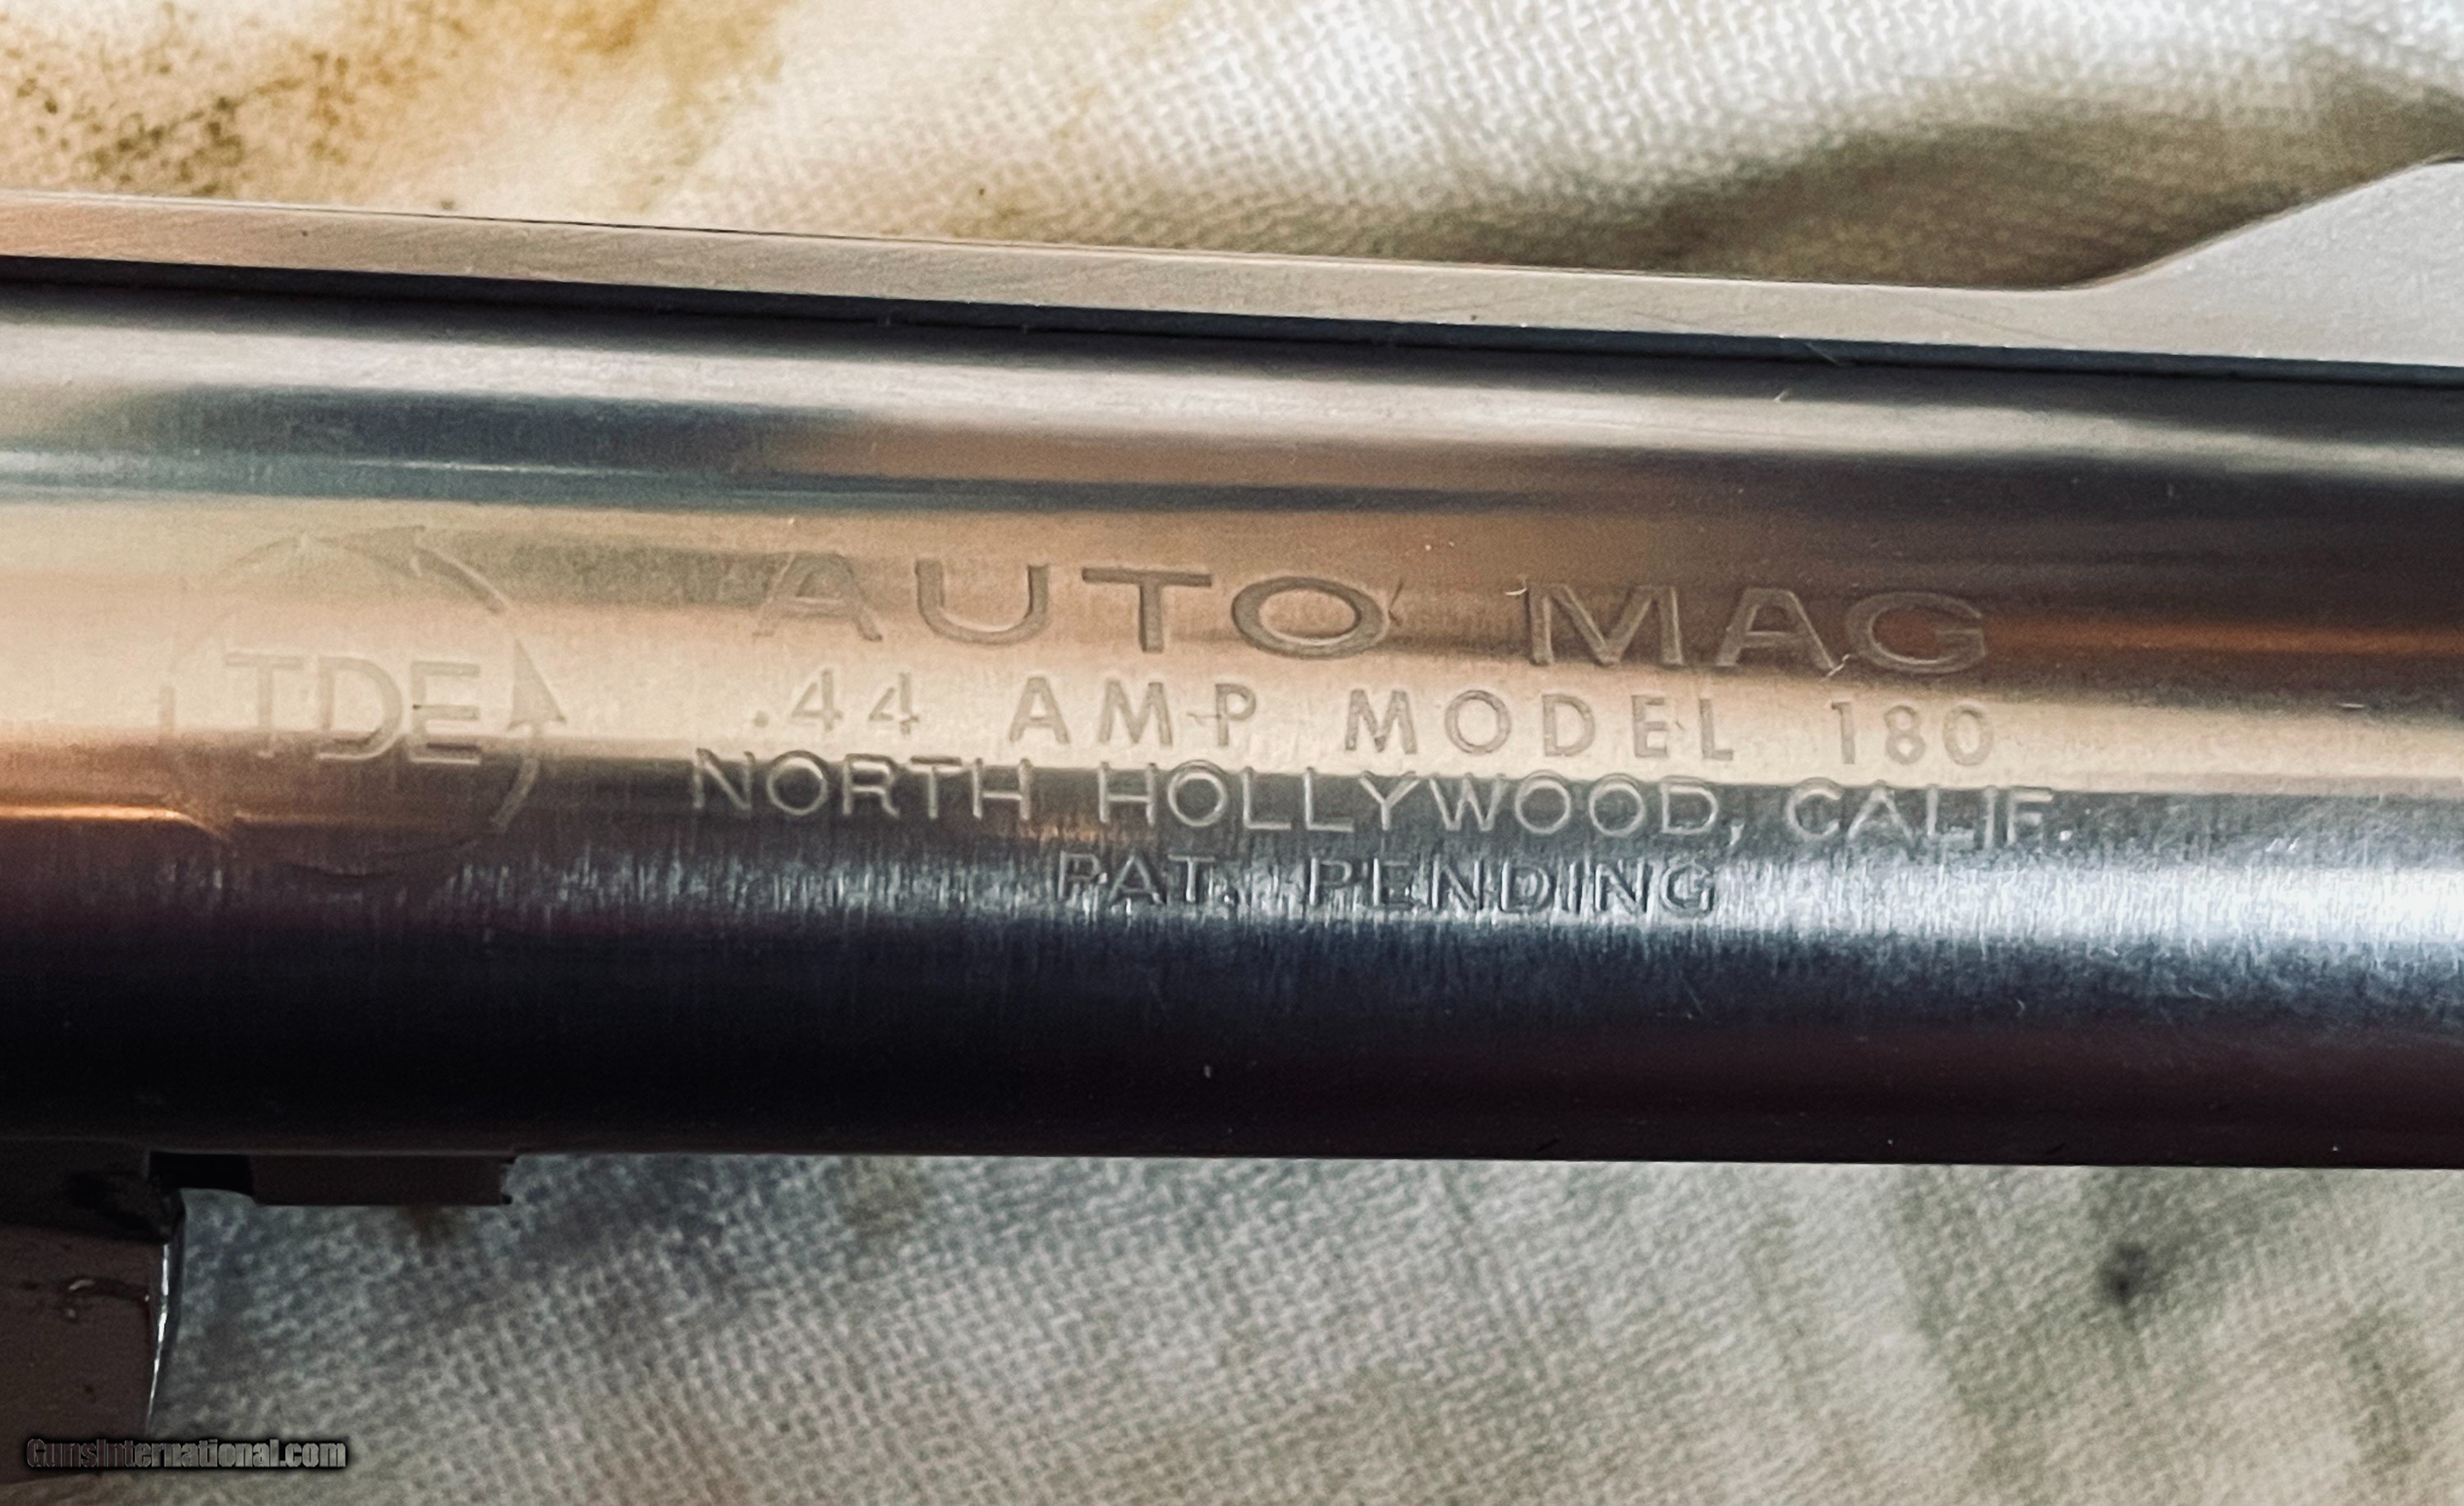 TDE
AUTO MAG
.44 AMP MODEL 180
NORTH HOLLYWOOD, CALIF.
PAT. PENDING
GunsInternational.com